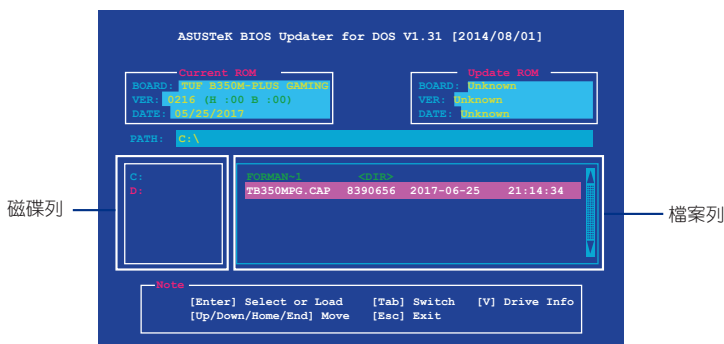 ASUSTeK BIOS Updater for DOS V1.31 [2014/08/01]
Current ROM
BOARD: TUF B350M-PLUS GAMING
VER: 0216 (H :00 B :00)
DATE: 05/25/2017
Update ROM
BOARD: Unknown
VER: Unknown
DATE: Unknown
PATH: C:\
C:
D:
FORMAN-1 <DIR>
TB350MPG.CAP 8390656 2017-06-25 21:14:34
磁碟列
檔案列
Note
[Enter] Select or Load [Tab] Switch [V] Drive Info
[Up/Down/Home/End] Move [Esc] Exit